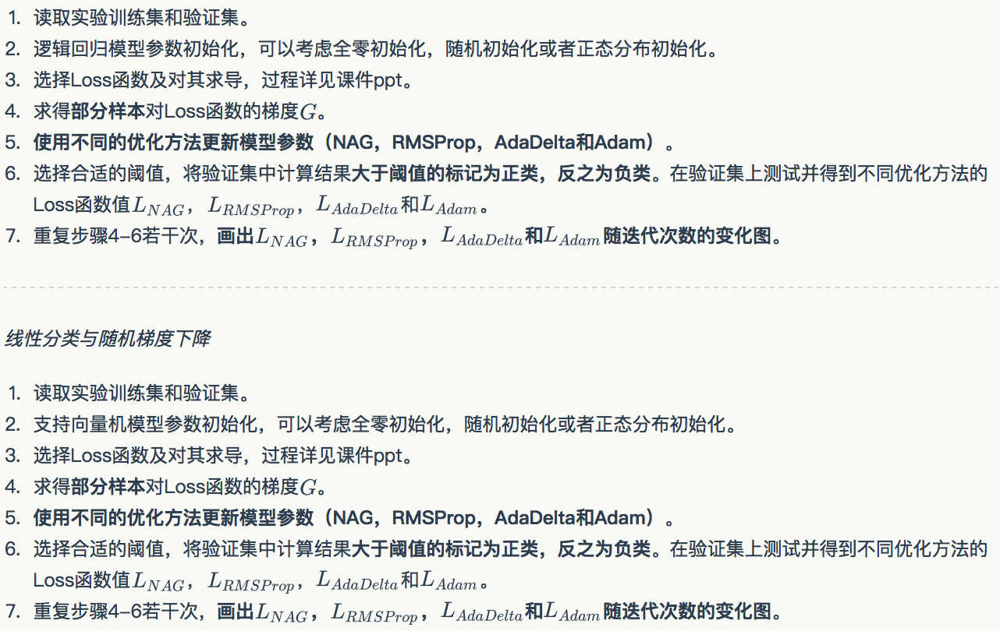 1. 读取实验训练集和验证集。
2. 逻辑回归模型参数初始化，可以考虑全零初始化，随机初始化或者正态分布初始化。
3. 选择Loss函数及对其求导，过程详见课件ppt。
4. 求得部分样本对Loss函数的梯度G。
5. 使用不同的优化方法更新模型参数（NAG，RMSProp，AdaDelta和Adam）。
6. 选择合适的阈值，将验证集中计算结果大于阈值的标记为正类，反之为负类。在验证集上测试并得到不同优化方法的
Loss函数值L_{NAG}，L_{RMSProp}，L_{AdaDelta}和L_{Adam}。
7. 重复步骤4–6若干次，画出L_{NAG}，L_{RMSProp}，L_{AdaDelta}和L_{Adam}随迭代次数的变化图。
线性分类与随机梯度下降
1. 读取实验训练集和验证集。
2. 支持向量机模型参数初始化，可以考虑全零初始化，随机初始化或者正态分布初始化。
3. 选择Loss函数及对其求导，过程详见课件ppt。
4. 求得部分样本对Loss函数的梯度G。
5. 使用不同的优化方法更新模型参数（NAG，RMSProp，AdaDelta和Adam）。
6. 选择合适的阈值，将验证集中计算结果大于阈值的标记为正类，反之为负类。在验证集上测试并得到不同优化方法的
Loss函数值L_{NAG}，L_{RMSProp}，L_{AdaDelta}和L_{Adam}。
7. 重复步骤4–6若干次，画出L_{NAG}，L_{RMSProp}，L_{AdaDelta}和L_{Adam}随迭代次数的变化图。